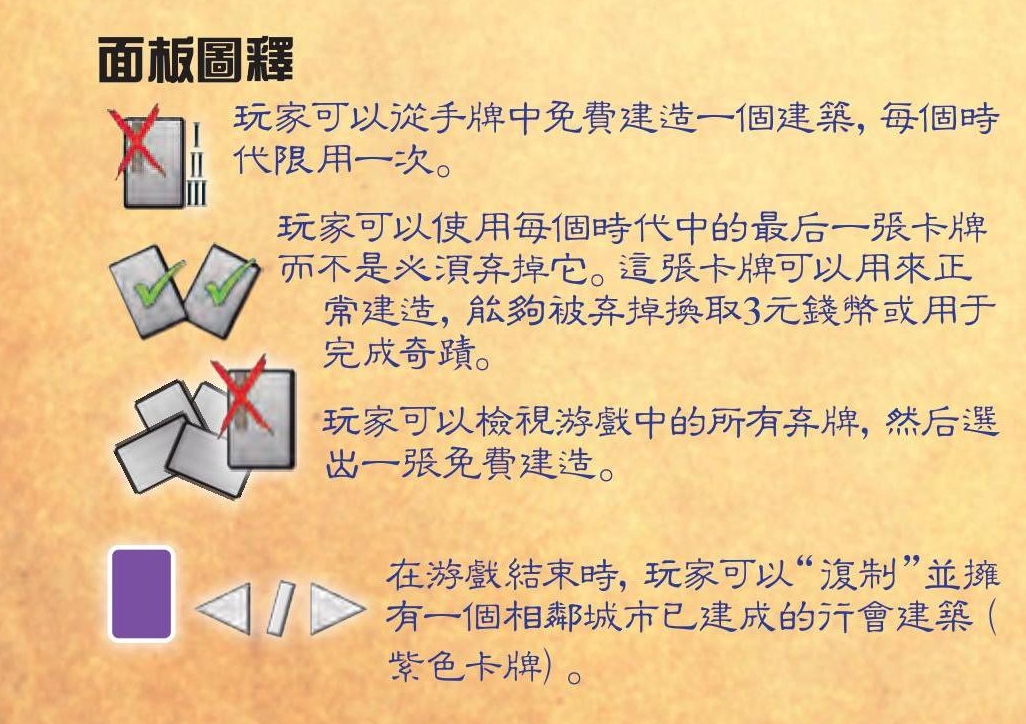 面板圖釋
玩家可以從手牌中免費建造一個建築, 每個時
I
II
III
代限用一次。
玩家可以使用每個時代中的最后一張卡牌
而不是必須弃掉它。這張卡牌可以用來正
常建造, 能夠被弃掉換取3元錢幣或用于
完成奇蹟。
玩家可以檢視游戲中的所有弃牌, 然后選
出一張免費建造。
在游戲結束時, 玩家可以“復制”並擁
有一個相鄰城市已建成的行會建築 (
紫色卡牌) 。